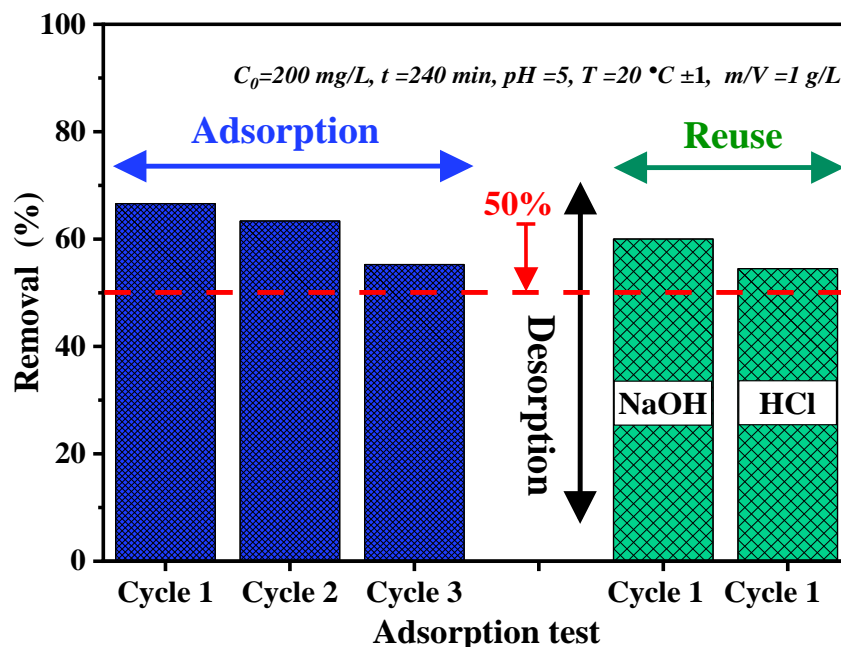 100
80
60
40
20
0
Removal (%)
C0=200 mg/L, t =240 min, pH =5, T =20 •C ±1, m/V =1 g/L
Adsorption
Reuse
50%
Desorption
NaOH
HCl
Cycle 1
Cycle 2
Cycle 3
Cycle 1
Cycle 1
Adsorption test